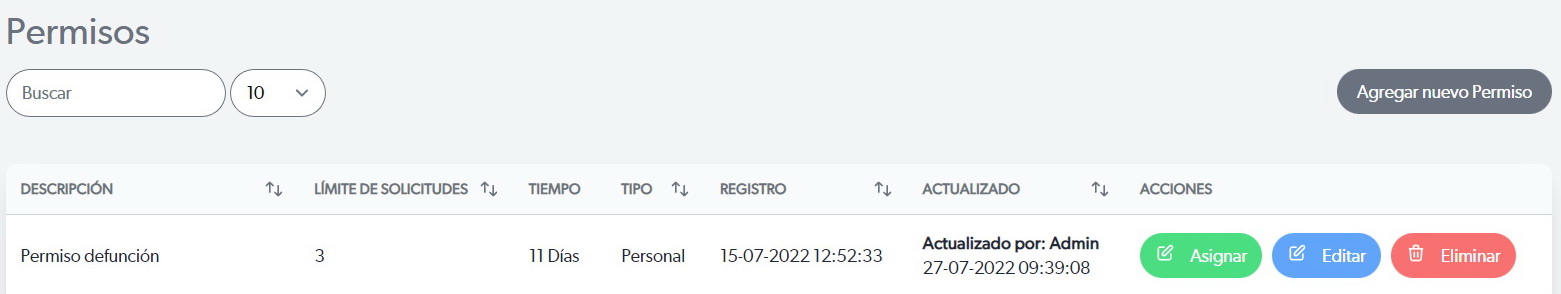 Permisos
Buscar
10
Agregar nuevo Permiso
DESCRIPCIÓN
LÍMITE DE SOLICITUDES
TIEMPO
TIPO
REGISTRO
ACTUALIZADO
ACCIONES
Permiso defunción
3
11 Días
Personal
15-07-2022 12:52:33
Actualizado por: Admin
27-07-2022 09:39:08
Asignar
Editar
Eliminar